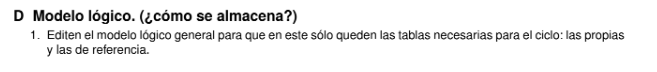 D Modelo lógico. (¿cómo se almacena?)
1. Editen el modelo lógico general para que en este sólo queden las tablas necesarias para el ciclo: las propias
y las de referencia.